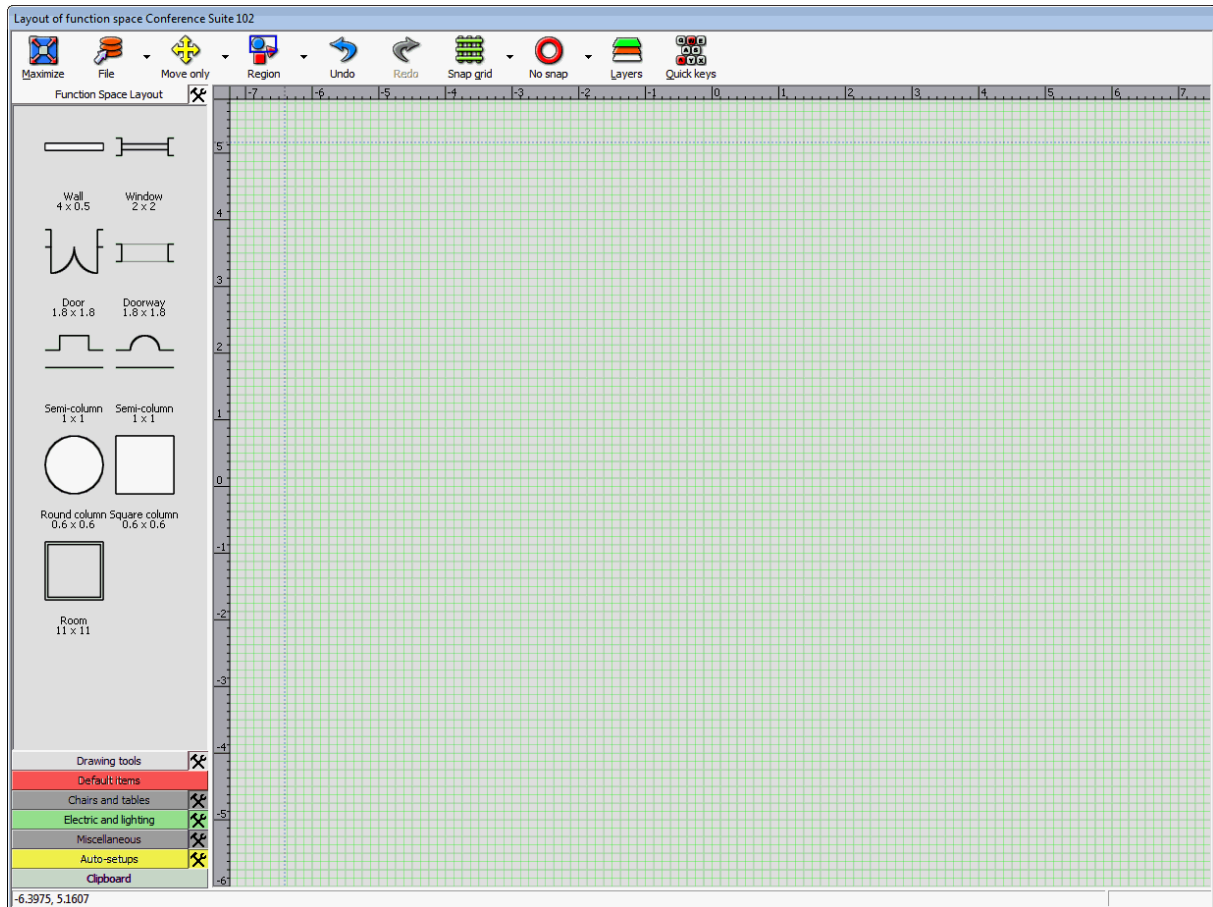 Layout of function space Conference Suite 102
Maximize File Move only Region Undo Redo Snap grid No snap Layers Quick keys
Function Space Layout
-7 -6 -5 -4 -3 -2 -1 0 1 2 3 4 5 6 7
5
4
3
2
1
0
-1
-2
-3
-4
-5
-6
Wall Window
4 x 0.5 2 x 2
Door Doorway
1.8 x 1.8 1.8 x 1.8
Semi-column Semi-column
1 x 1 1 x 1
Round column Square column
0.6 x 0.6 0.6 x 0.6
Room
11 x 11
Drawing tools
Default items
Chairs and tables
Electric and lighting
Miscellaneous
Auto-setups
Clipboard
-6.3975, 5.1607